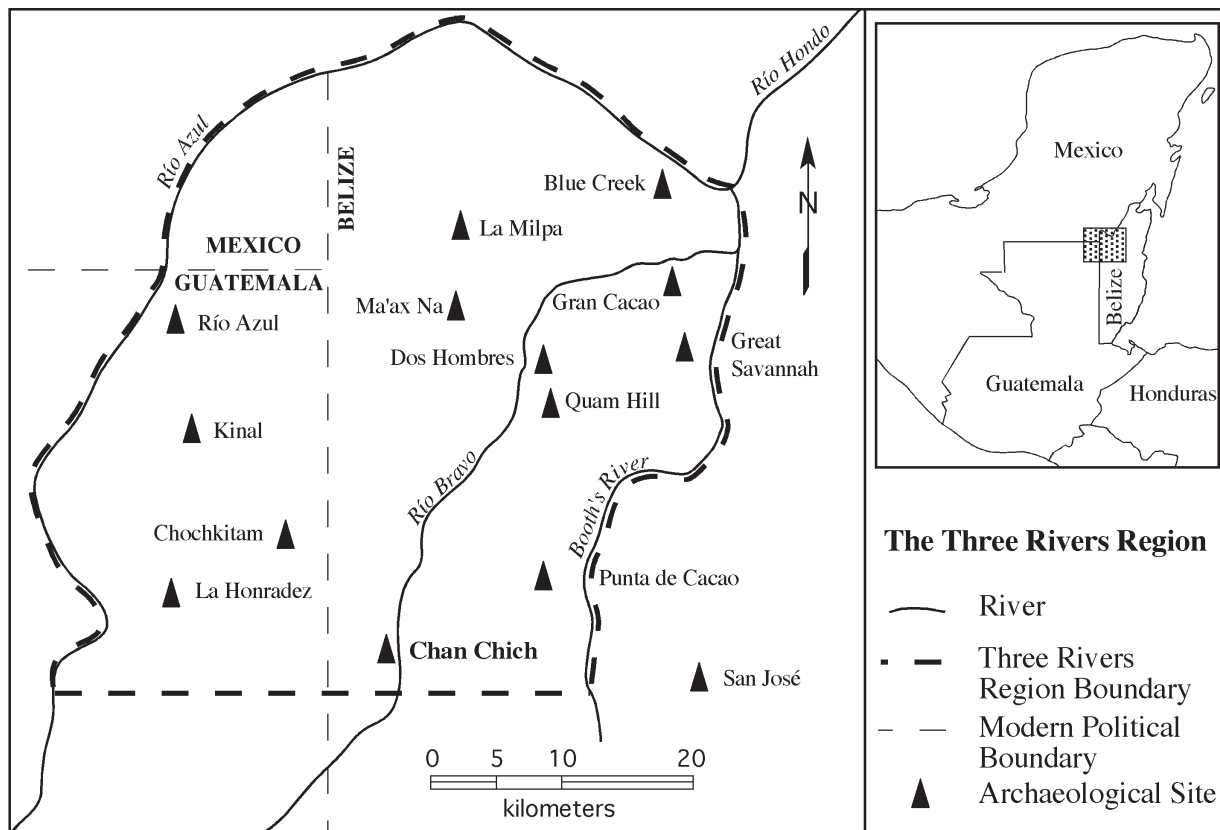 Río Azul
Río Hondo
BELIZE
Blue Creek
N
La Milpa
MEXICO
GUATEMALA
Río Azul
Ma'ax Na
Gran Cacao
Dos Hombres
Great
Savannah
Quam Hill
Kinal
Río Bravo
Booth's River
Chochkitam
La Honradez
Punta de Cacao
Chan Chich
San José
0 5 10 20
kilometers
Mexico
Belize
Guatemala
Honduras
The Three Rivers Region
River
Three Rivers
Region Boundary
Modern Political
Boundary
Archaeological Site